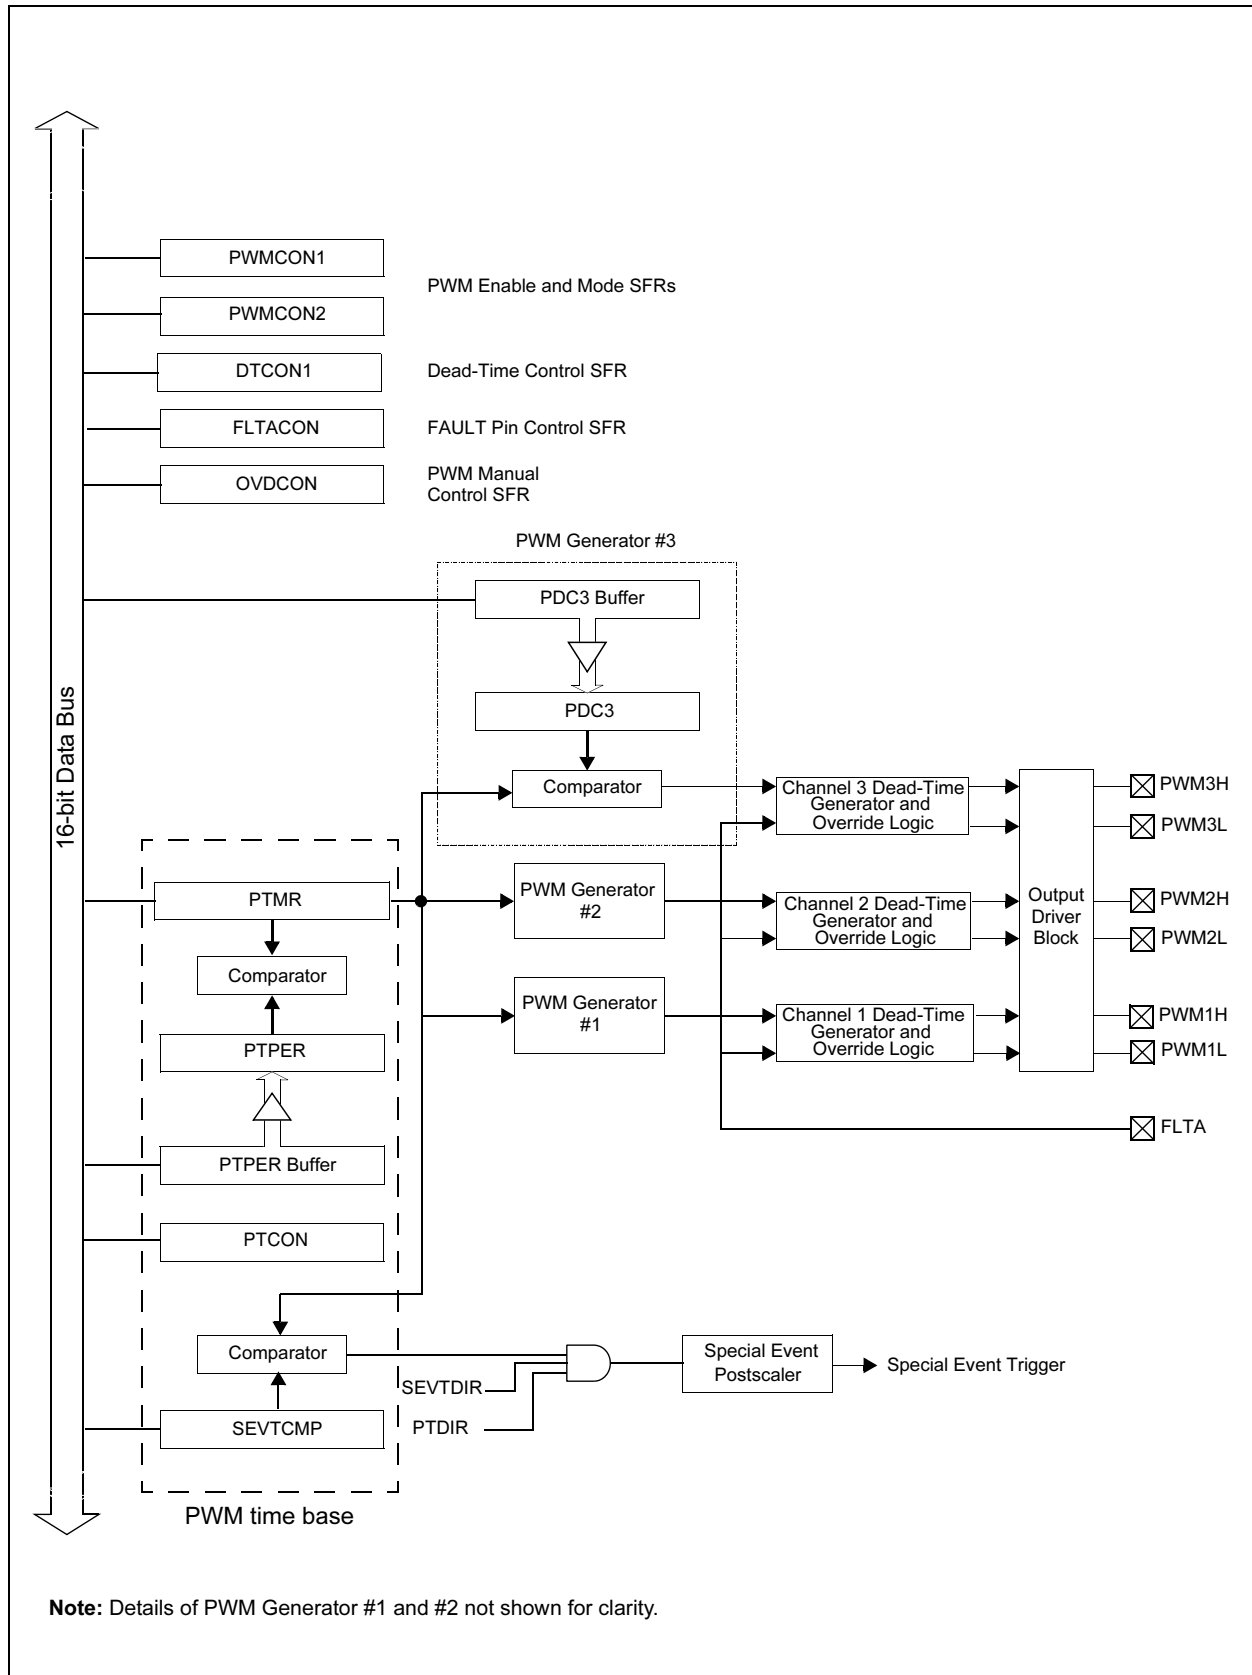 PWMCON1
PWM Enable and Mode SFRs
PWMCON2
DTCON1
Dead-Time Control SFR
FLTACON
FAULT Pin Control SFR
OVDCON
PWM Manual
Control SFR
PWM Generator #3
PDC3 Buffer
PDC3
Comparator
16-bit Data Bus
Channel 3 Dead-Time
Generator and
Override Logic
PWM3H
PWM3L
PTMR
PWM Generator
#2
Channel 2 Dead-Time
Generator and
Override Logic
Output
Driver
Block
PWM2H
PWM2L
Comparator
PWM Generator
#1
Channel 1 Dead-Time
Generator and
Override Logic
PWM1H
PWM1L
PTPER
FLTA
PTPER Buffer
PTCON
Comparator
Special Event
Postscaler
Special Event Trigger
SEVTDIR
PTDIR
SEVTCMP
PWM time base
Note: Details of PWM Generator #1 and #2 not shown for clarity.